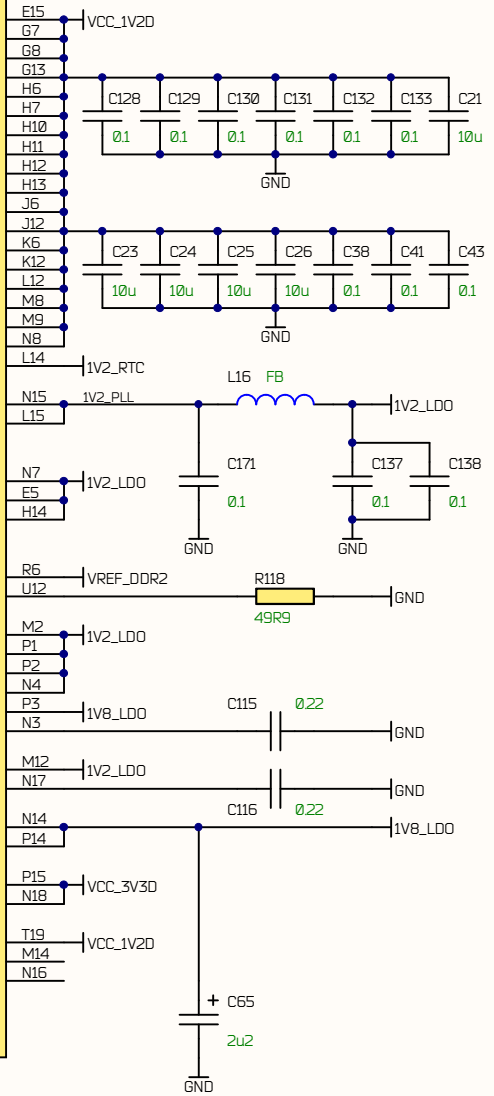 E15 VCC_1V2D
G7
G8
G13
H6 C128 C129 C130 C131 C132 C133 C21
H7
H10 0.1 0.1 0.1 0.1 0.1 0.1 10u
H11
H12
H13 GND
J6
J12
K6 C23 C24 C25 C26 C38 C41 C43
K12
L12 10u 10u 10u 10u 0.1 0.1 0.1
M8
M9
N8 GND
L14 1V2_RTC
L16 FB
N15 1V2_PLL 1V2_LDO
L15
C171 C137 C138
N7 1V2_LDO
E5 0.1 0.1 0.1
H14
GND GND
R6 VREF_DDR2 R118
U12 GND
49R9
M2 1V2_LDO
P1
P2
N4
P3 1V8_LDO C115 0.22
N3 GND
M12 1V2_LDO
N17 GND
C116 0.22
N14 1V8_LDO
P14
P15 VCC_3V3D
N18
T19 VCC_1V2D
M14
N16
+ C65
2u2
GND